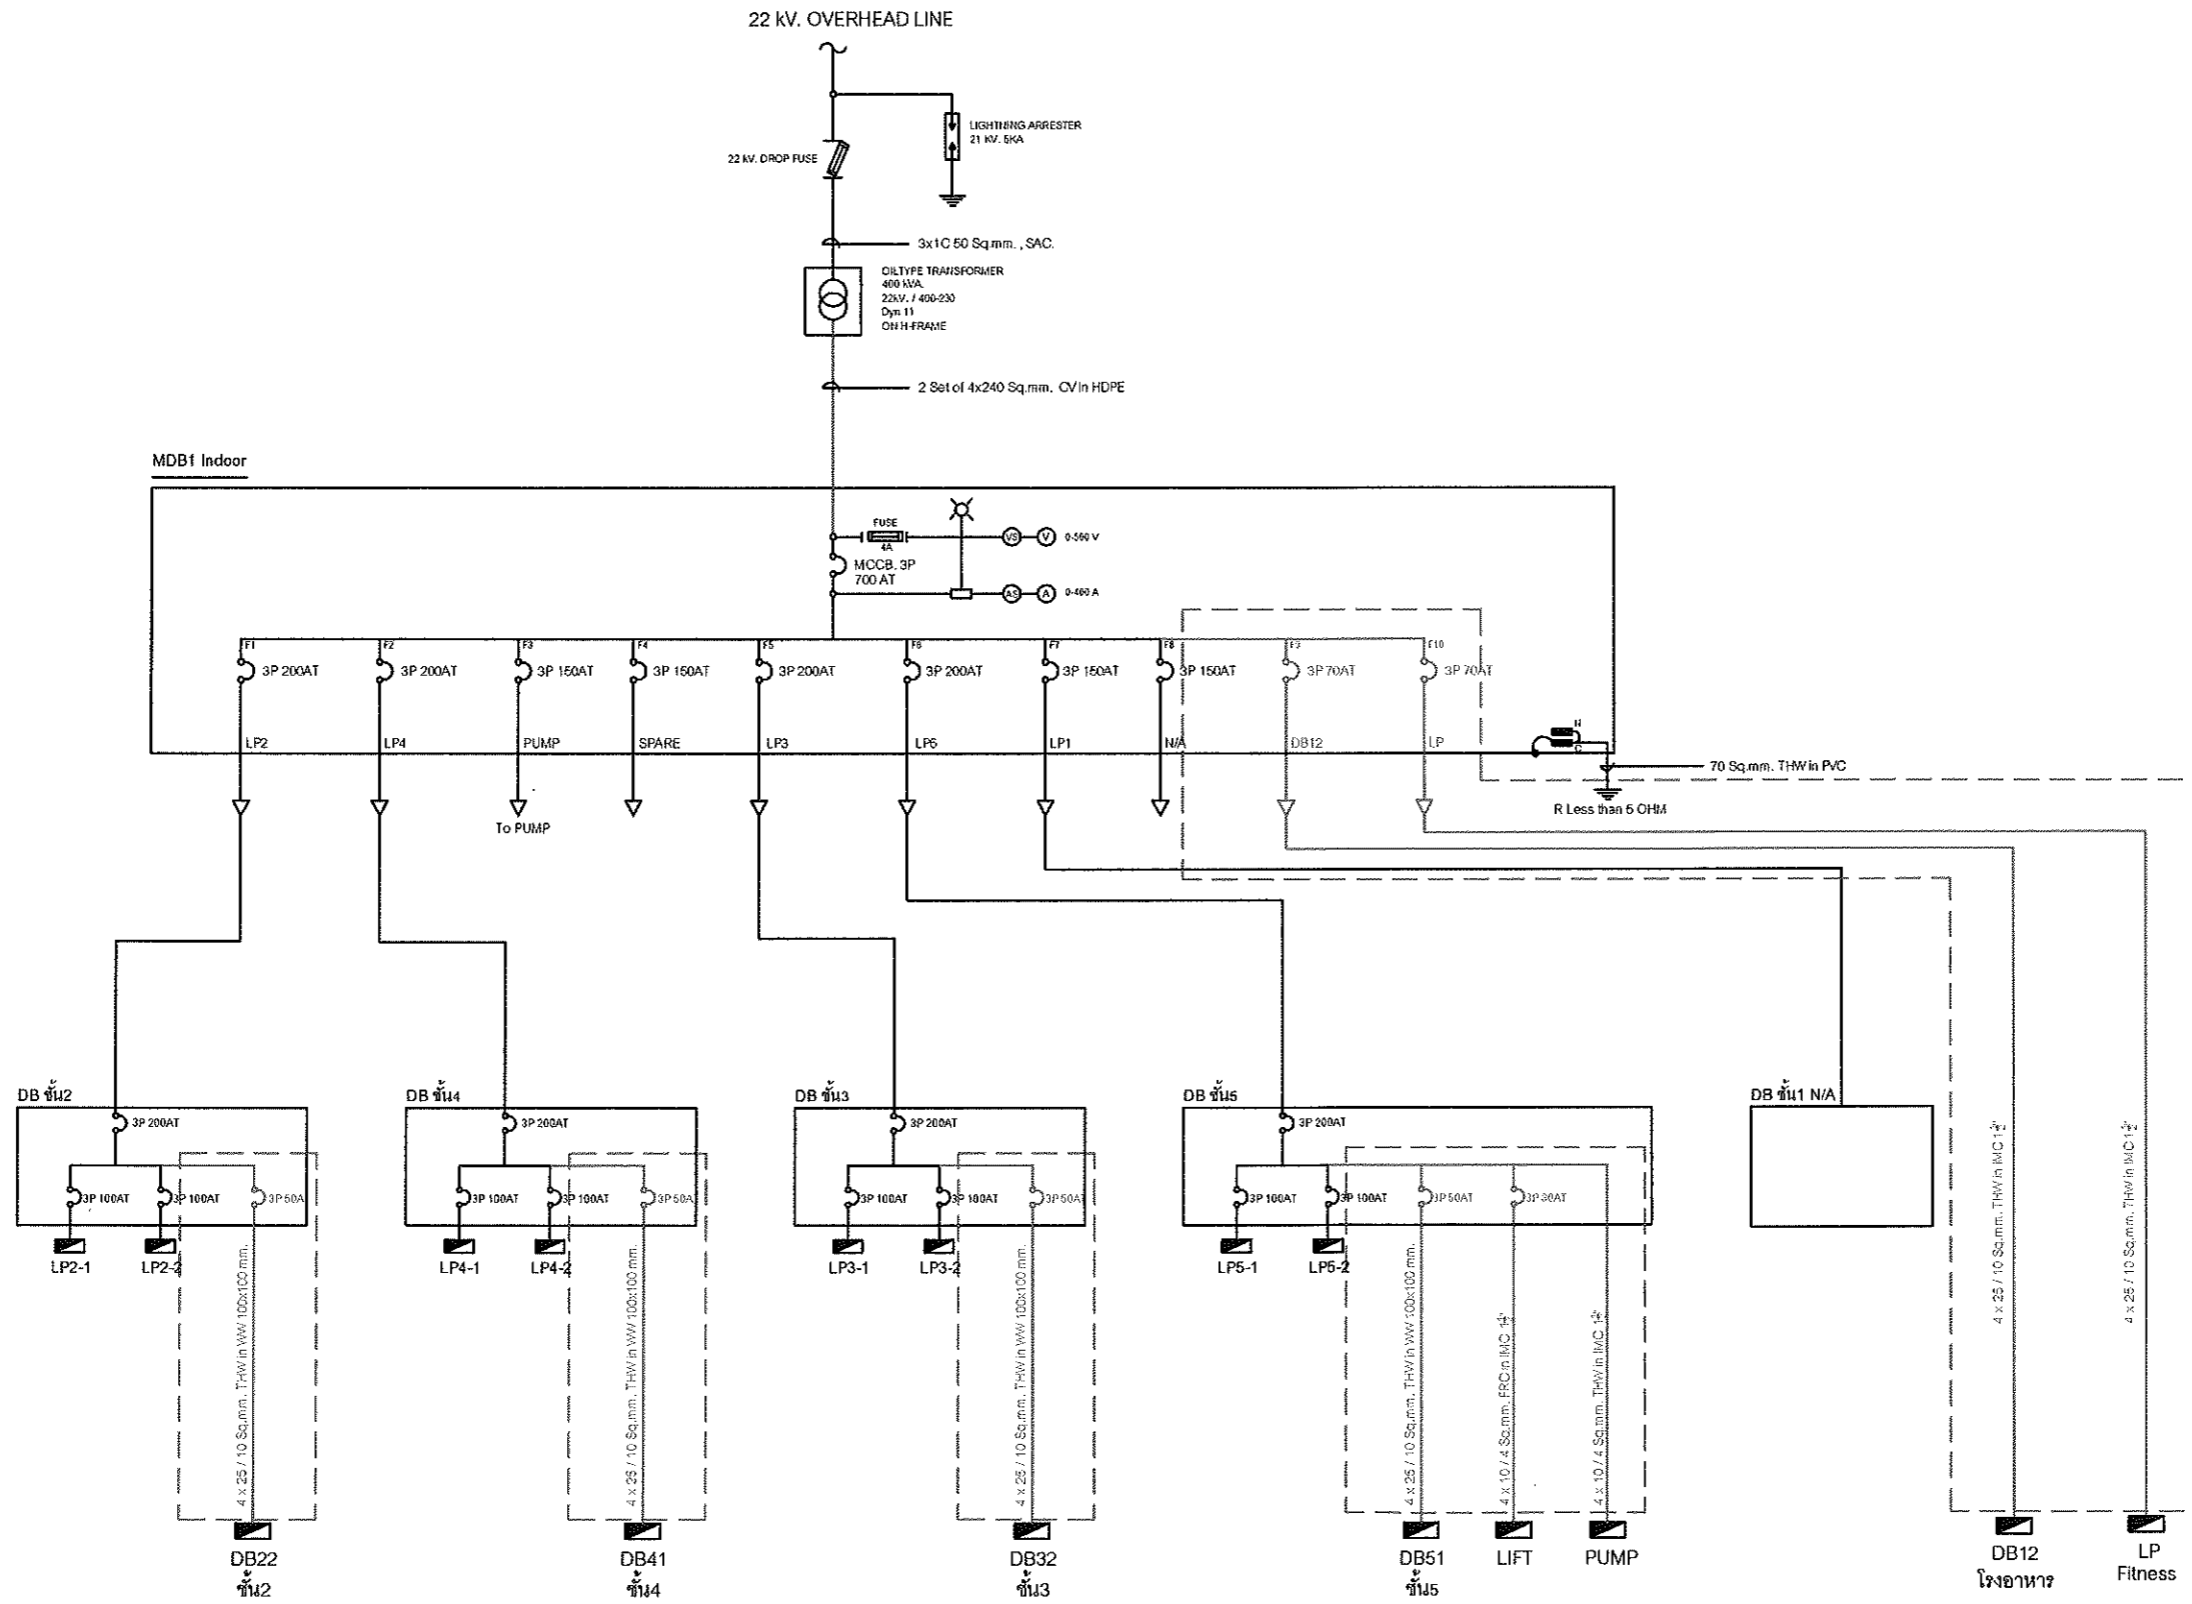 22 kV. OVERHEAD LINE
LIGHTNING ARRESTER
21 KV. 5KA
22 kV. DROP FUSE
3x1C 50 Sq.mm. , SAC.
OILTYPE TRANSFORMER
400 kVA.
22kV. / 400-230
Dyn 11
ON H-FRAME
2 Set of 4x240 Sq.mm. CV in HDPE
MDB1 Indoor
FUSE
4A
VS
V
0-500 V
MCCB. 3P
700 AT
AS
A
0-400 A
F1
F2
F3
F4
F5
F6
F7
F8
F9
F10
3P 200AT
3P 200AT
3P 150AT
3P 150AT
3P 200AT
3P 200AT
3P 150AT
3P 150AT
3P 70AT
3P 70AT
N
G
LP2
LP4
PUMP
SPARE
LP3
LP5
LP1
N/A
DB12
LP
70 Sq.mm. THW in PVC
R Less than 5 OHM
To PUMP
DB ชั้น2
DB ชั้น4
DB ชั้น3
DB ชั้น5
DB ชั้น1 N/A
3P 200AT
3P 200AT
3P 200AT
3P 200AT
3P 100AT
3P 100AT
3P 50A
3P 100AT
3P 100AT
3P 50A
3P 100AT
3P 100AT
3P 50AT
3P 100AT
3P 100AT
3P 50AT
3P 30AT
LP2-1
LP2-2
LP4-1
LP4-2
LP3-1
LP3-2
LP5-1
LP5-2
4 x 25 / 10 Sq.mm. THW in WW 100x100 mm.
4 x 25 / 10 Sq.mm. THW in WW 100x100 mm.
4 x 25 / 10 Sq.mm. THW in WW 100x100 mm.
4 x 25 / 10 Sq.mm. THW in WW 100x100 mm.
4 x 10 / 4 Sq.mm. FRC in IMC 1½"
4 x 10 / 4 Sq.mm. THW in IMC 1½"
4 x 25 / 10 Sq.mm. THW in IMC 1½"
4 x 25 / 10 Sq.mm. THW in IMC 1½"
DB22
ชั้น2
DB41
ชั้น4
DB32
ชั้น3
DB51
ชั้น5
LIFT
PUMP
DB12
โรงอาหาร
LP
Fitness